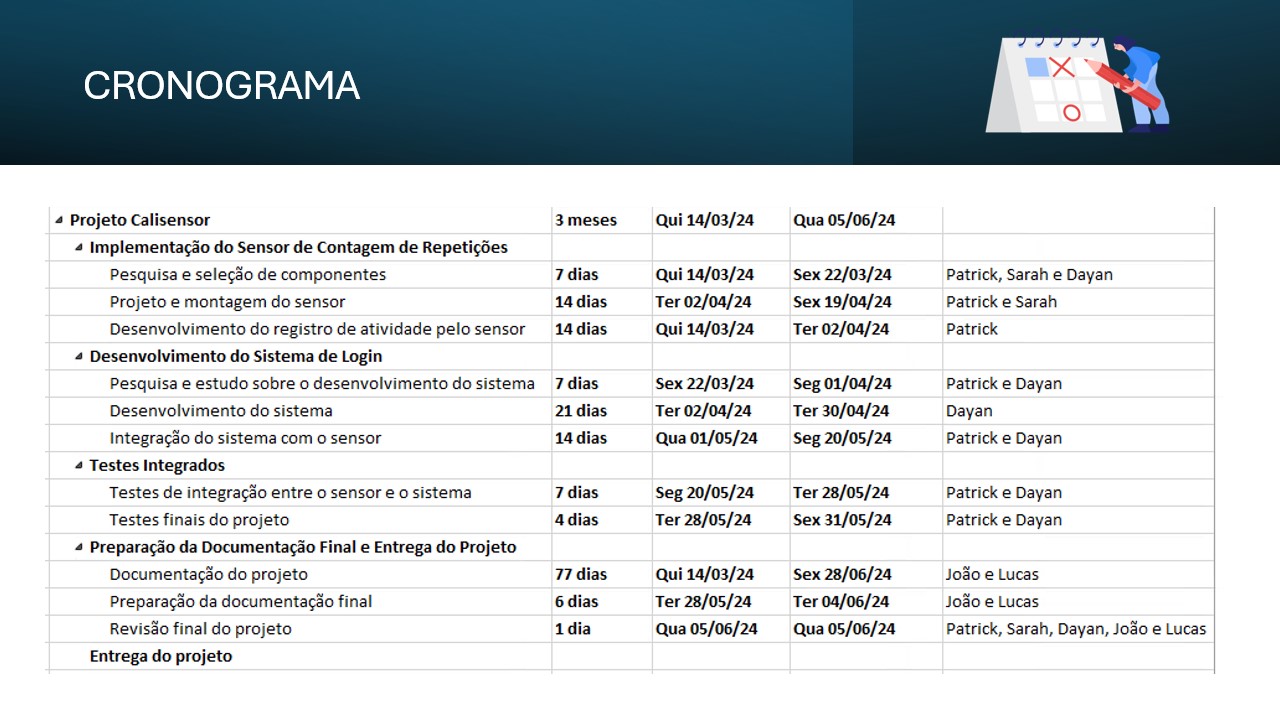 CRONOGRAMA
Projeto Calisensor 3 meses Qui 14/03/24 Qua 05/06/24
Implementação do Sensor de Contagem de Repetições
Pesquisa e seleção de componentes 7 dias Qui 14/03/24 Sex 22/03/24 Patrick, Sarah e Dayan
Projeto e montagem do sensor 14 dias Ter 02/04/24 Sex 19/04/24 Patrick e Sarah
Desenvolvimento do registro de atividade pelo sensor 14 dias Qui 14/03/24 Ter 02/04/24 Patrick
Desenvolvimento do Sistema de Login
Pesquisa e estudo sobre o desenvolvimento do sistema 7 dias Sex 22/03/24 Seg 01/04/24 Patrick e Dayan
Desenvolvimento do sistema 21 dias Ter 02/04/24 Ter 30/04/24 Dayan
Integração do sistema com o sensor 14 dias Qua 01/05/24 Seg 20/05/24 Patrick e Dayan
Testes Integrados
Testes de integração entre o sensor e o sistema 7 dias Seg 20/05/24 Ter 28/05/24 Patrick e Dayan
Testes finais do projeto 4 dias Ter 28/05/24 Sex 31/05/24 Patrick e Dayan
Preparação da Documentação Final e Entrega do Projeto
Documentação do projeto 77 dias Qui 14/03/24 Sex 28/06/24 João e Lucas
Preparação da documentação final 6 dias Ter 28/05/24 Ter 04/06/24 João e Lucas
Revisão final do projeto 1 dia Qua 05/06/24 Qua 05/06/24 Patrick, Sarah, Dayan, João e Lucas
Entrega do projeto